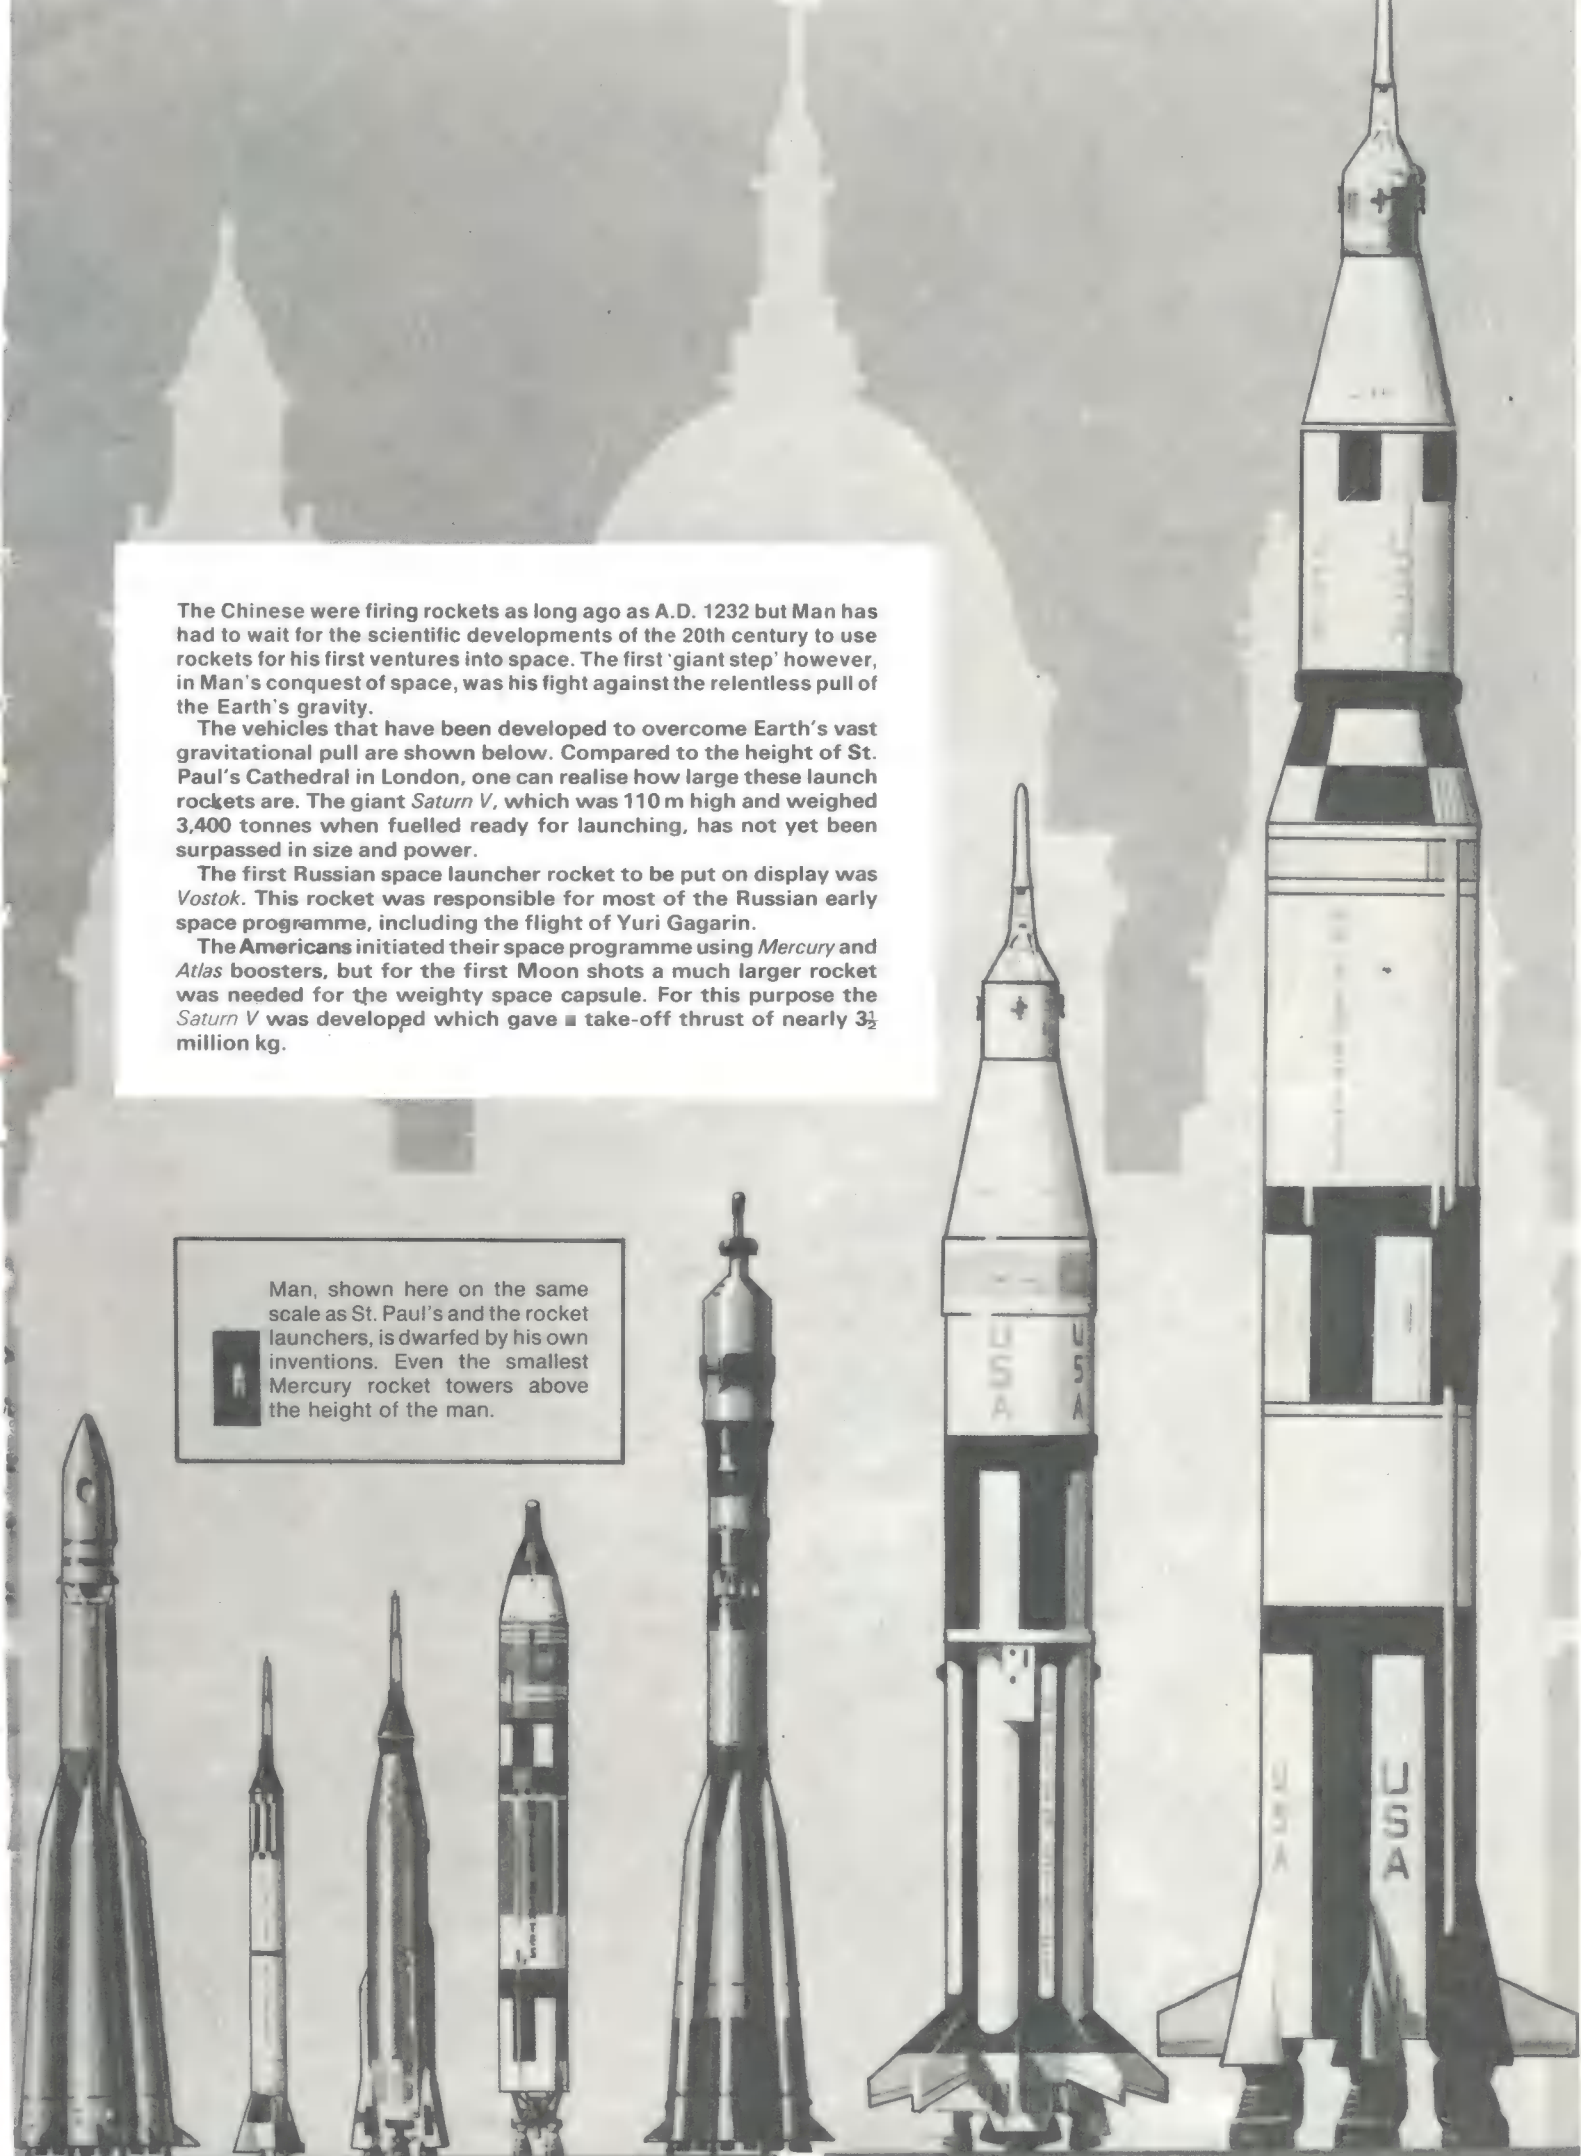 The Chinese were firing rockets as long ago as A.D. 1232 but Man has
had to wait for the scientific developments of the 20th century to use
rockets for his first ventures into space. The first 'giant step' however,
in Man's conquest of space, was his fight against the relentless pull of
the Earth's gravity.
The vehicles that have been developed to overcome Earth's vast
gravitational pull are shown below. Compared to the height of St.
Paul's Cathedral in London, one can realise how large these launch
rockets are. The giant Saturn V, which was 110 m high and weighed
3,400 tonnes when fuelled ready for launching, has not yet been
surpassed in size and power.
The first Russian space launcher rocket to be put on display was
Vostok. This rocket was responsible for most of the Russian early
space programme, including the flight of Yuri Gagarin.
The Americans initiated their space programme using Mercury and
Atlas boosters, but for the first Moon shots a much larger rocket
was needed for the weighty space capsule. For this purpose the
Saturn V was developed which gave take-off thrust of nearly 3½
million kg.
Man, shown here on the same
scale as St. Paul's and the rocket
launchers, is dwarfed by his own
inventions. Even the smallest
Mercury rocket towers above
the height of the man.
USA
USA
USA
USA